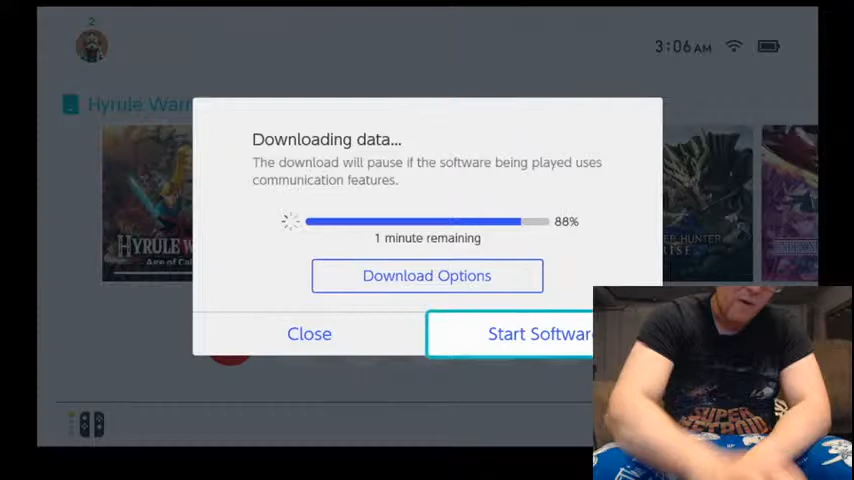 2
3:06 AM
Hyrule Warr
Downloading data...
The download will pause if the software being played uses
communication features.
88%
1 minute remaining
Download Options
HYRULE W
Age of Cal
HUNTER
RISE
Close
Start Softwar
SUPER
METROID